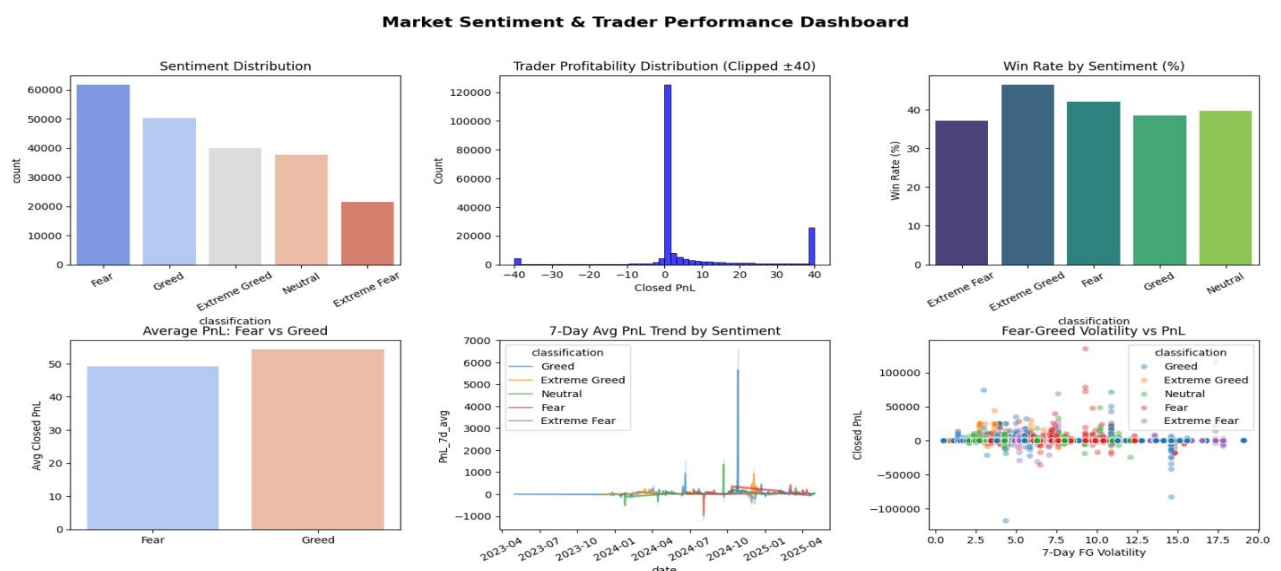 Market Sentiment & Trader Performance Dashboard
Sentiment Distribution
count
60000
50000
40000
30000
20000
10000
0
Fear
Greed
Extreme Greed
Neutral
Extreme Fear
classification
Trader Profitability Distribution (Clipped ±40)
Count
120000
100000
80000
60000
40000
20000
0
−40 −30 −20 −10 0 10 20 30 40
Closed PnL
Win Rate by Sentiment (%)
Win Rate (%)
40
30
20
10
0
Extreme Fear
Extreme Greed
Fear
Greed
Neutral
classification
Average PnL: Fear vs Greed
Avg Closed PnL
50
40
30
20
10
0
Fear Greed
7-Day Avg PnL Trend by Sentiment
PnL_7d_avg
7000
6000
5000
4000
3000
2000
1000
0
−1000
classification
Greed
Extreme Greed
Neutral
Fear
Extreme Fear
2023-04
2023-07
2023-10
2024-01
2024-04
2024-07
2024-10
2025-01
2025-04
date
Fear-Greed Volatility vs PnL
Closed PnL
100000
50000
0
−50000
−100000
classification
Greed
Extreme Greed
Neutral
Fear
Extreme Fear
0.0 2.5 5.0 7.5 10.0 12.5 15.0 17.5 20.0
7-Day FG Volatility